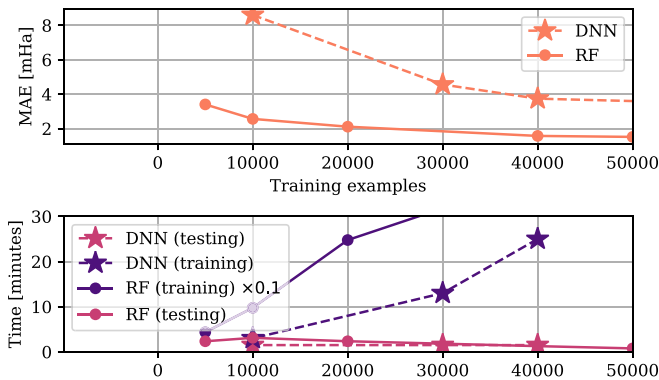 8
6
4
2
MAE [mHa]
DNN
RF
0 10000 20000 30000 40000 50000
Training examples
30
20
10
0
Time [minutes]
DNN (testing)
DNN (training)
RF (training) ×0.1
RF (testing)
0 10000 20000 30000 40000 50000